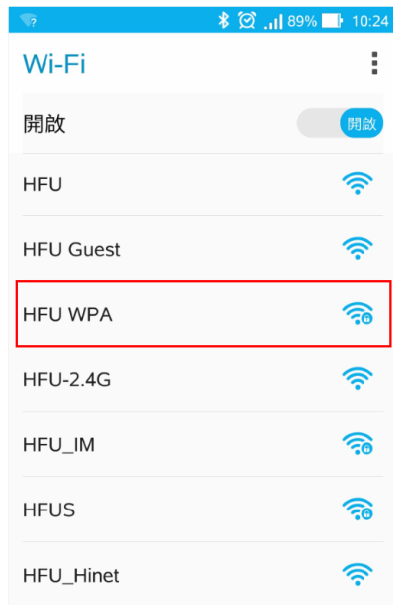 89% 10:24
Wi-Fi
開啟 開啟
HFU
HFU Guest
HFU WPA
HFU-2.4G
HFU_IM
HFUS
HFU_Hinet